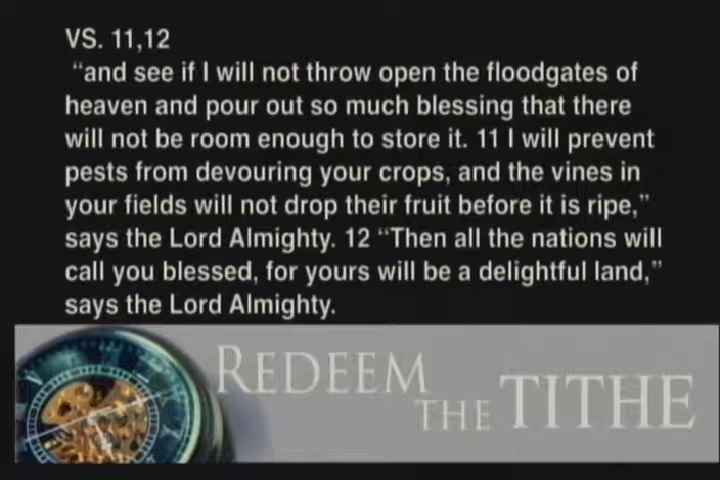 VS. 11,12
“and see if I will not throw open the floodgates of
heaven and pour out so much blessing that there
will not be room enough to store it. 11 I will prevent
pests from devouring your crops, and the vines in
your fields will not drop their fruit before it is ripe,”
says the Lord Almighty. 12 “Then all the nations will
call you blessed, for yours will be a delightful land,”
says the Lord Almighty.
REDEEM
THE TITHE